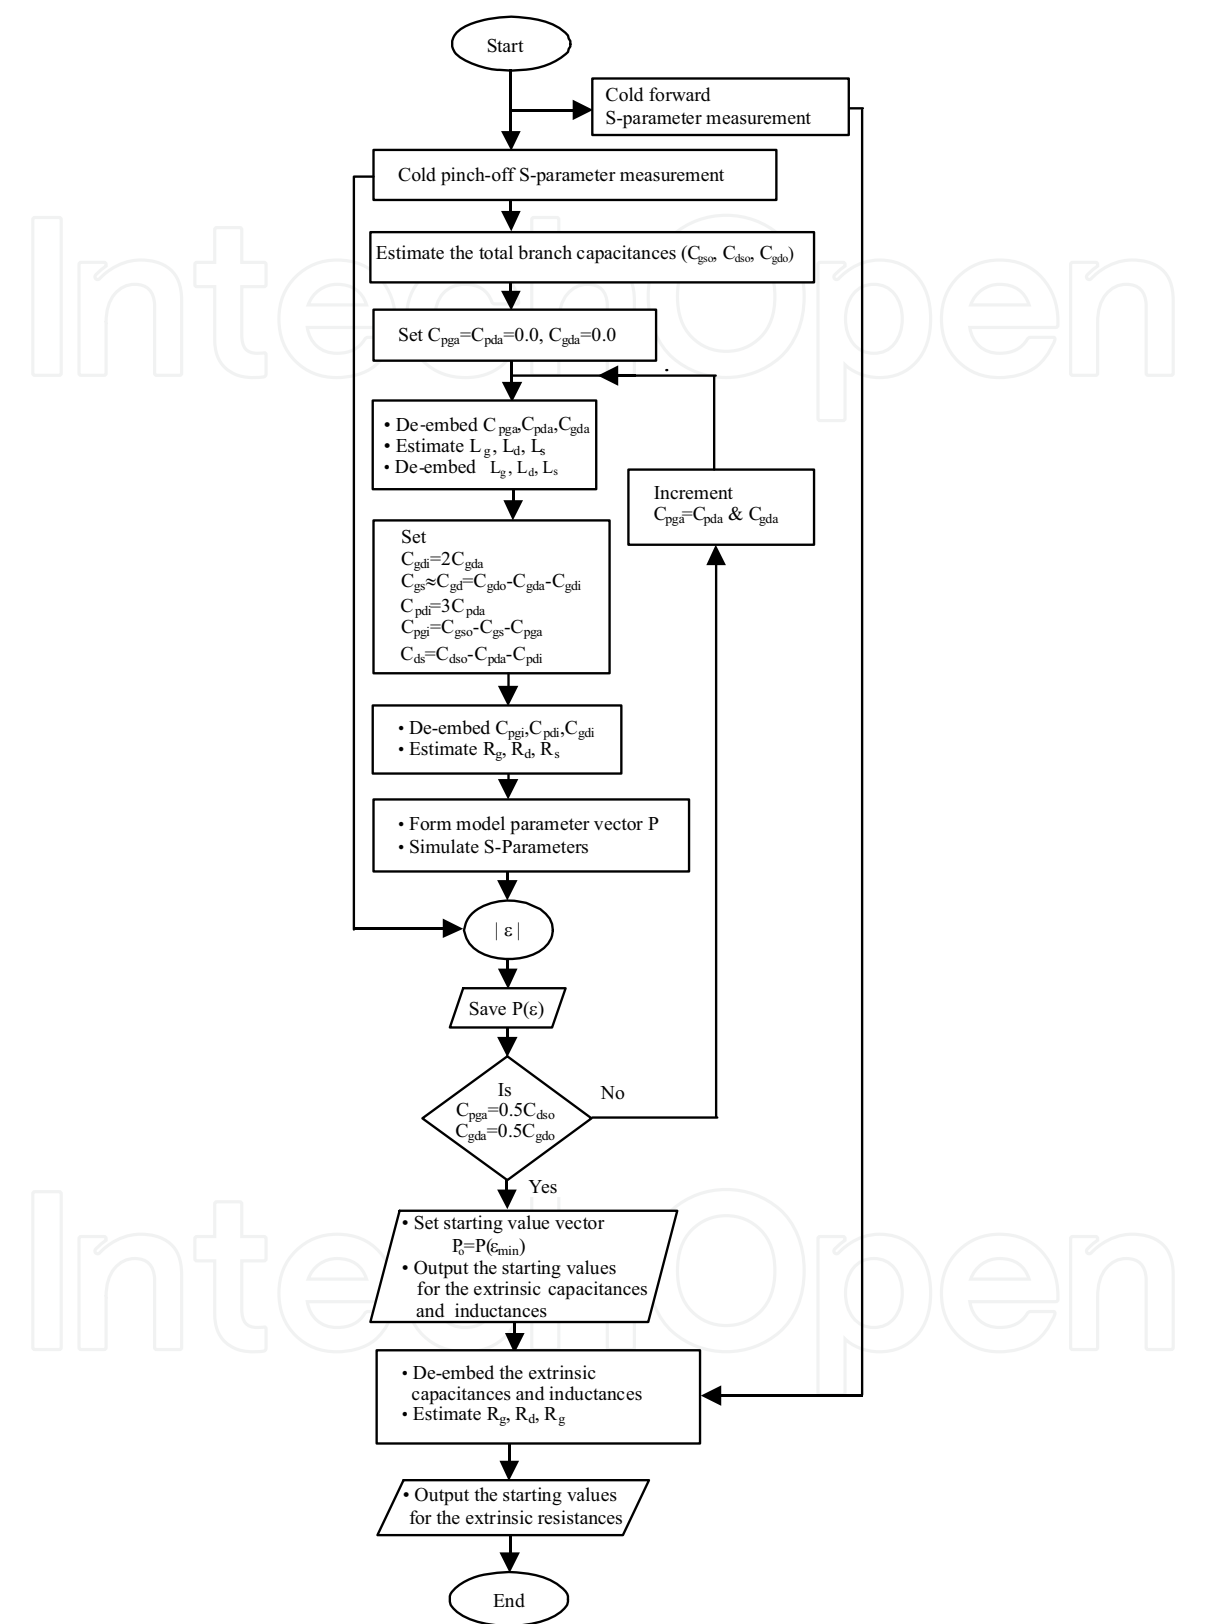 Start
Cold forward
S-parameter measurement
Cold pinch-off S-parameter measurement
Estimate the total branch capacitances (Cgso, Cdso, Cgdo)
Set Cpga=Cpda=0.0, Cgda=0.0
• De-embed Cpga,Cpda,Cgda
• Estimate Lg, Ld, Ls
• De-embed Lg, Ld, Ls
Increment
Cpga=Cpda & Cgda
Set
Cgdi=2Cgda
Cgs≈Cgd=Cgdo-Cgda-Cgdi
Cpdi=3Cpda
Cpgi=Cgso-Cgs-Cpga
Cds=Cdso-Cpda-Cpdi
• De-embed Cpgi,Cpdi,Cgdi
• Estimate Rg, Rd, Rs
• Form model parameter vector P
• Simulate S-Parameters
| ε |
Save P(ε)
Is
Cpga=0.5Cdso
Cgda=0.5Cgdo
No
Yes
• Set starting value vector
Po=P(εmin)
• Output the starting values
for the extrinsic capacitances
and inductances
• De-embed the extrinsic
capacitances and inductances
• Estimate Rg, Rd, Rg
• Output the starting values
for the extrinsic resistances
End
IntechOpen
IntechOpen